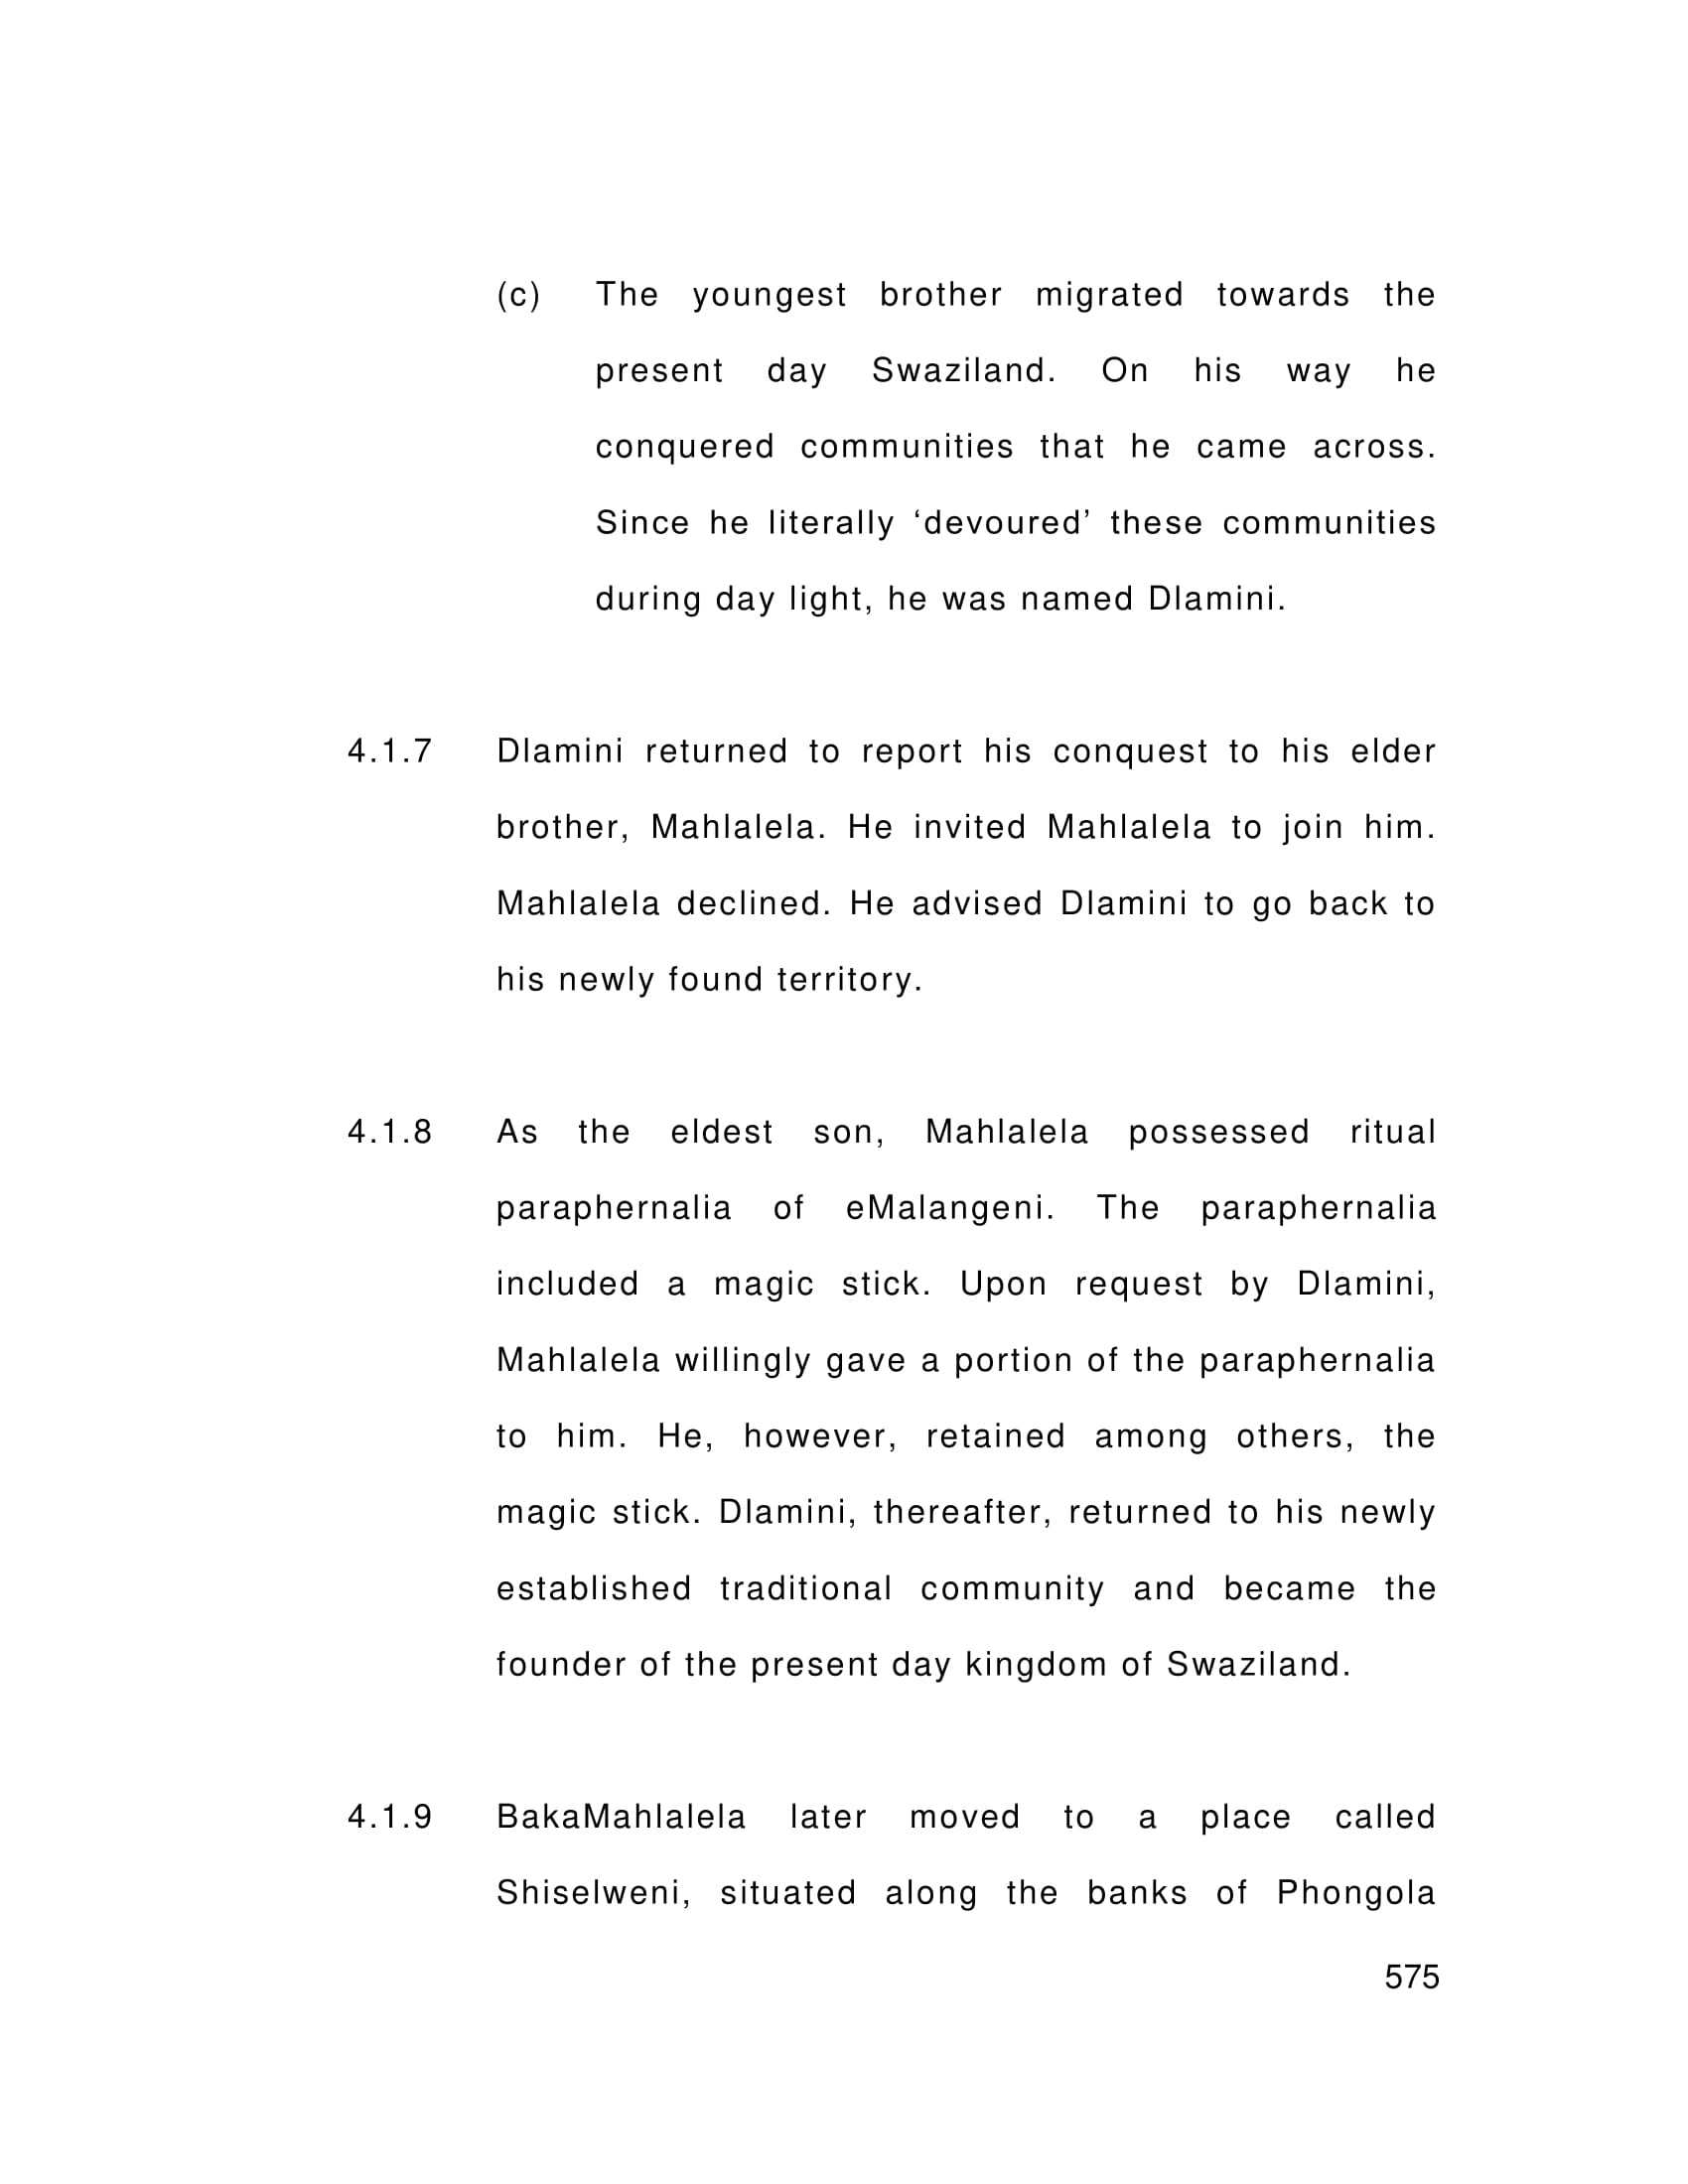 (c) The youngest brother migrated towards the
present day Swaziland. On his way he
conquered communities that he came across.
Since he literally ‘devoured’ these communities
during day light, he was named Dlamini.
4.1.7 Dlamini returned to report his conquest to his elder
brother, Mahlalela. He invited Mahlalela to join him.
Mahlalela declined. He advised Dlamini to go back to
his newly found territory.
4.1.8 As the eldest son, Mahlalela possessed ritual
paraphernalia of eMalangeni. The paraphernalia
included a magic stick. Upon request by Dlamini,
Mahlalela willingly gave a portion of the paraphernalia
to him. He, however, retained among others, the
magic stick. Dlamini, thereafter, returned to his newly
established traditional community and became the
founder of the present day kingdom of Swaziland.
4.1.9 BakaMahlalela later moved to a place called
Shiselweni, situated along the banks of Phongola
575